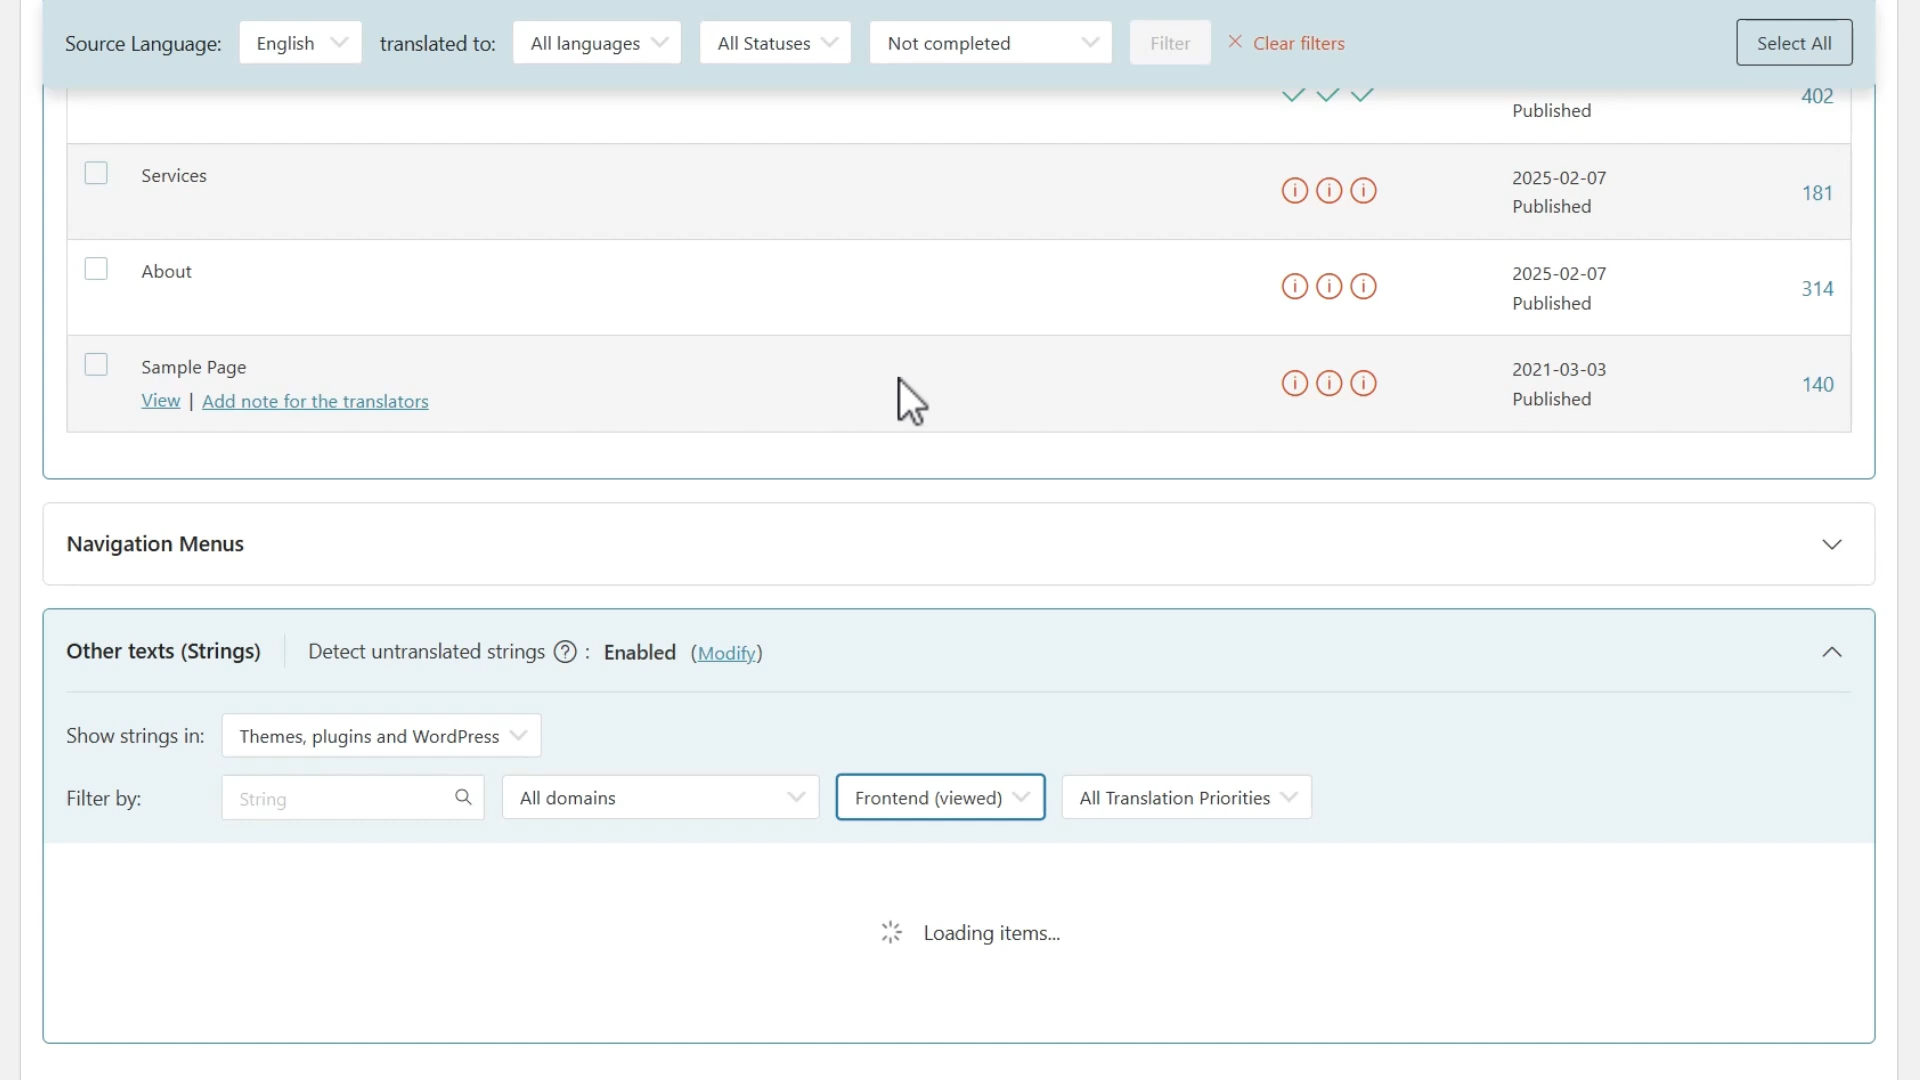 Source Language: English translated to: All languages All Statuses Not completed Filter Clear filters Select All
402
Published
Services 2025-02-07 181
Published
About 2025-02-07 314
Published
Sample Page 2021-03-03 140
View | Add note for the translators Published
Navigation Menus
Other texts (Strings) Detect untranslated strings ? : Enabled (Modify)
Show strings in: Themes, plugins and WordPress
Filter by: String All domains Frontend (viewed) All Translation Priorities
Loading items...